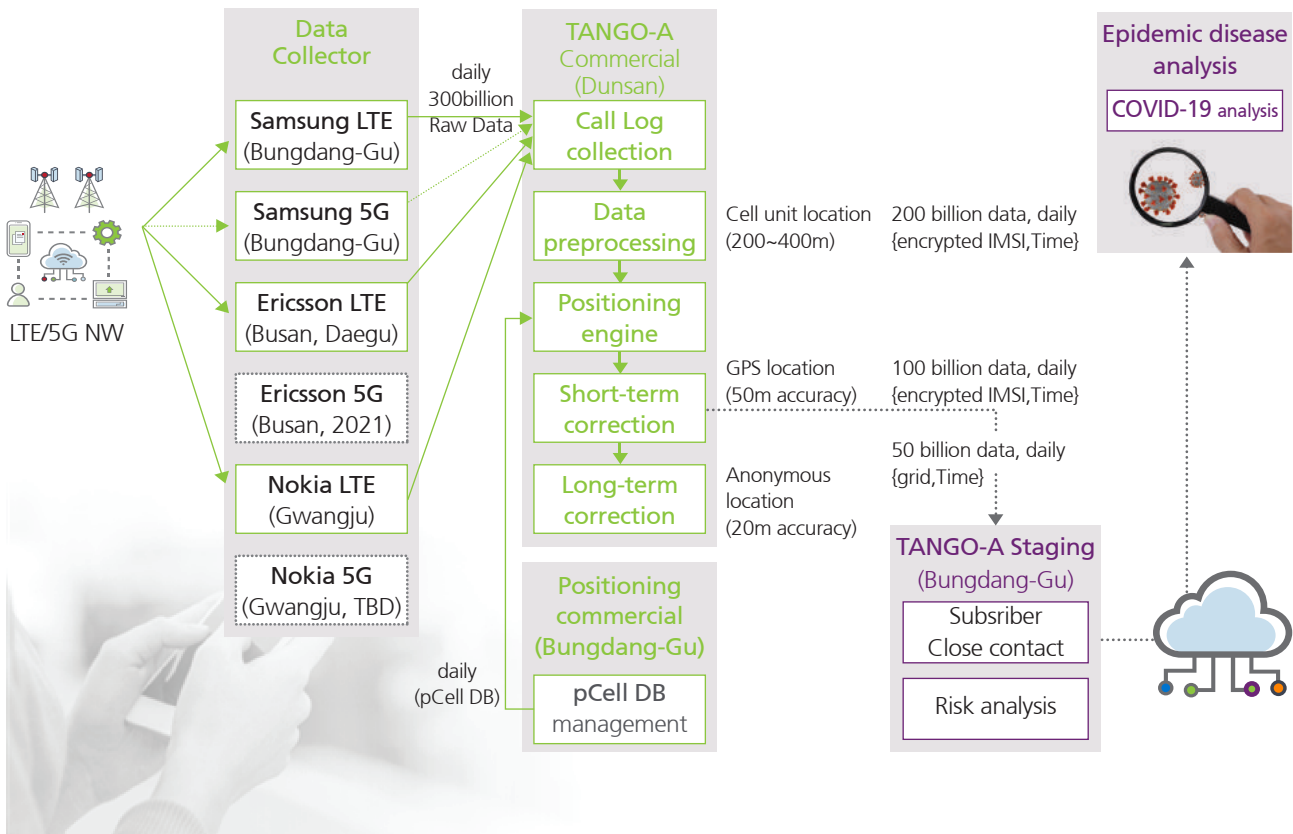 LTE/5G NW
Data
Collector
Samsung LTE
(Bungdang-Gu)
Samsung 5G
(Bungdang-Gu)
Ericsson LTE
(Busan, Daegu)
Ericsson 5G
(Busan, 2021)
Nokia LTE
(Gwangju)
Nokia 5G
(Gwangju, TBD)
daily
300billion
Raw Data
TANGO-A
Commercial
(Dunsan)
Call Log
collection
Data
preprocessing
Positioning
engine
Short-term
correction
Long-term
correction
Positioning
commercial
(Bungdang-Gu)
pCell DB
management
daily
(pCell DB)
Cell unit location
(200~400m)
200 billion data, daily
{encrypted IMSI,Time}
GPS location
(50m accuracy)
100 billion data, daily
{encrypted IMSI,Time}
Anonymous
location
(20m accuracy)
50 billion data, daily
{grid,Time}
TANGO-A Staging
(Bungdang-Gu)
Subsriber
Close contact
Risk analysis
Epidemic disease
analysis
COVID-19 analysis